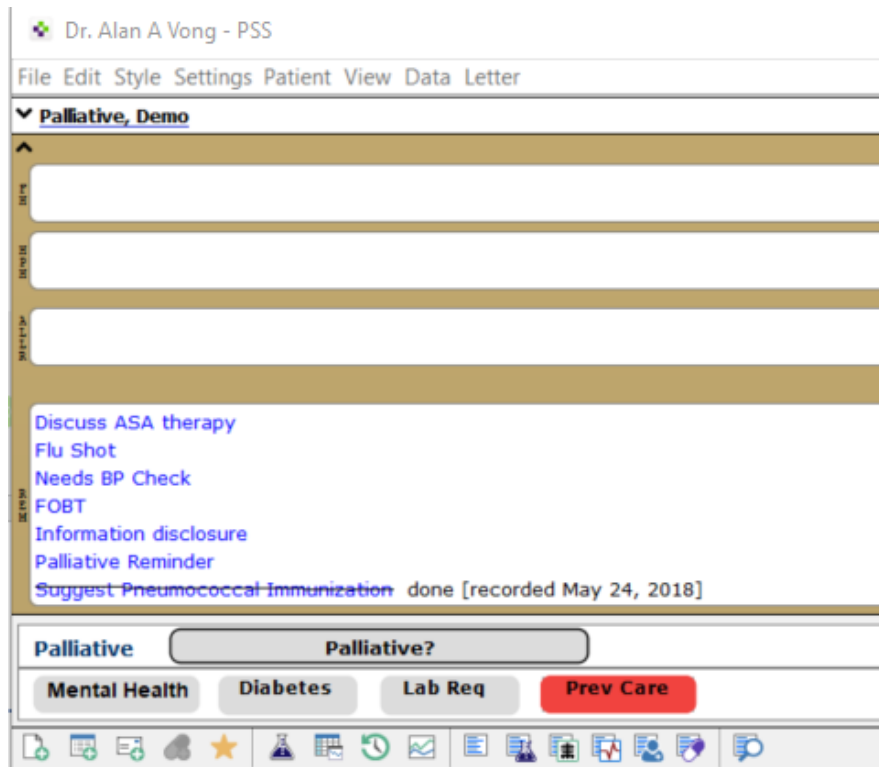 Dr. Alan A Vong - PSS
File Edit Style Settings Patient View Data Letter
Palliative, Demo
Discuss ASA therapy
Flu Shot
Needs BP Check
FOBT
Information disclosure
Palliative Reminder
Suggest Pneumococcal Immunization done [recorded May 24, 2018]
Palliative Palliative?
Mental Health Diabetes Lab Req Prev Care